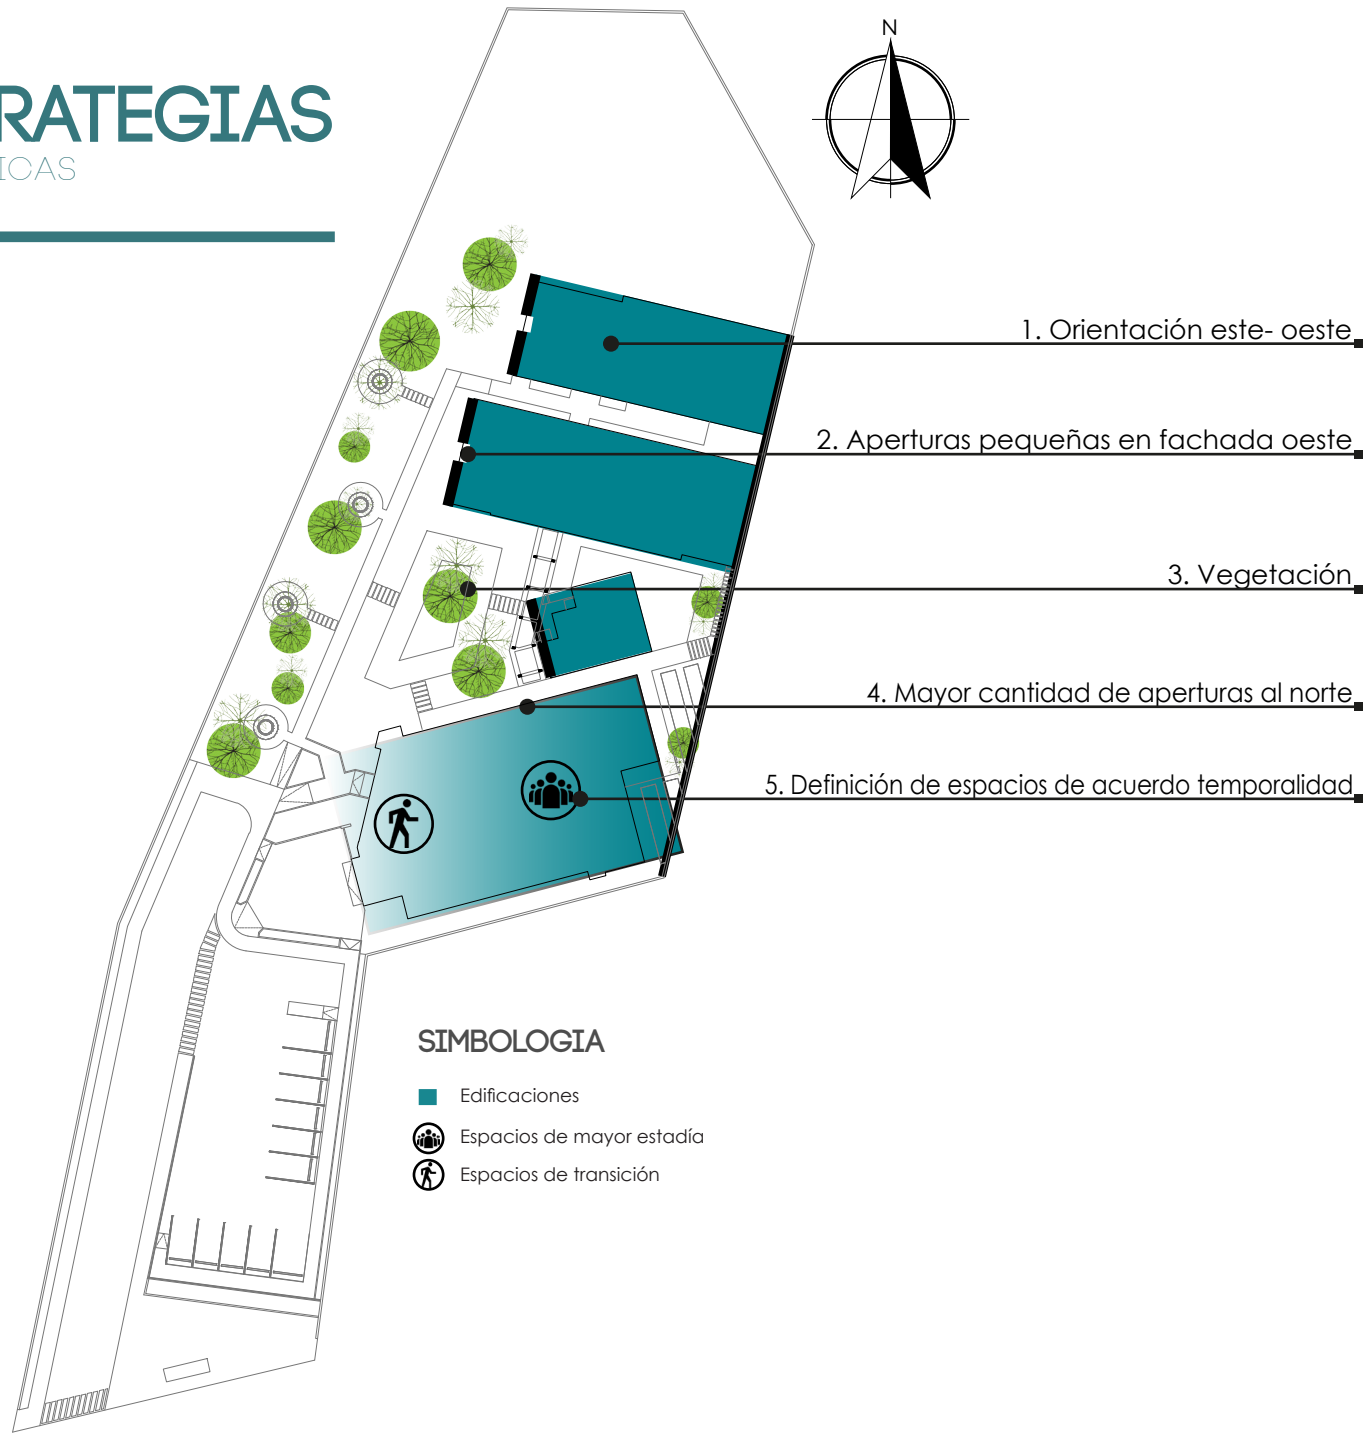 RATEGIAS
ICAS
N
1. Orientación este- oeste
2. Aperturas pequeñas en fachada oeste
3. Vegetación
4. Mayor cantidad de aperturas al norte
5. Definición de espacios de acuerdo temporalidad
SIMBOLOGIA
Edificaciones
Espacios de mayor estadía
Espacios de transición